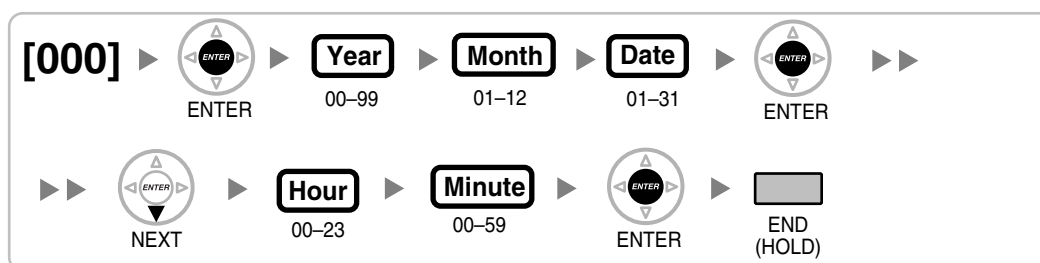 [000] ENTER Year Month Date ENTER
ENTER 00–99 01–12 01–31 ENTER
ENTER Hour Minute ENTER
NEXT 00–23 00–59 ENTER END
(HOLD)